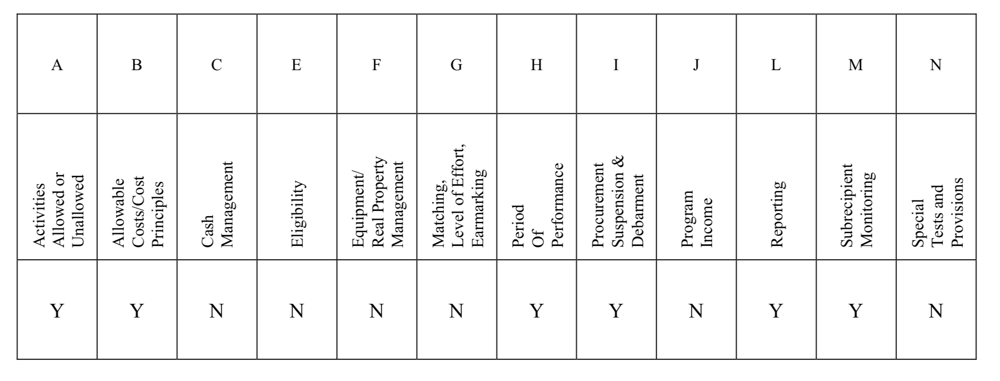 A B C E F G H I J L M N
Activities
Allowed or
Unallowed
Allowable
Costs/Cost
Principles
Cash
Management
Eligibility
Equipment/
Real Property
Management
Matching,
Level of Effort,
Earmarking
Period
Of
Performance
Procurement
Suspension &
Debarment
Program
Income
Reporting
Subrecipient
Monitoring
Special
Tests and
Provisions
Y Y N N N N Y Y N Y Y N